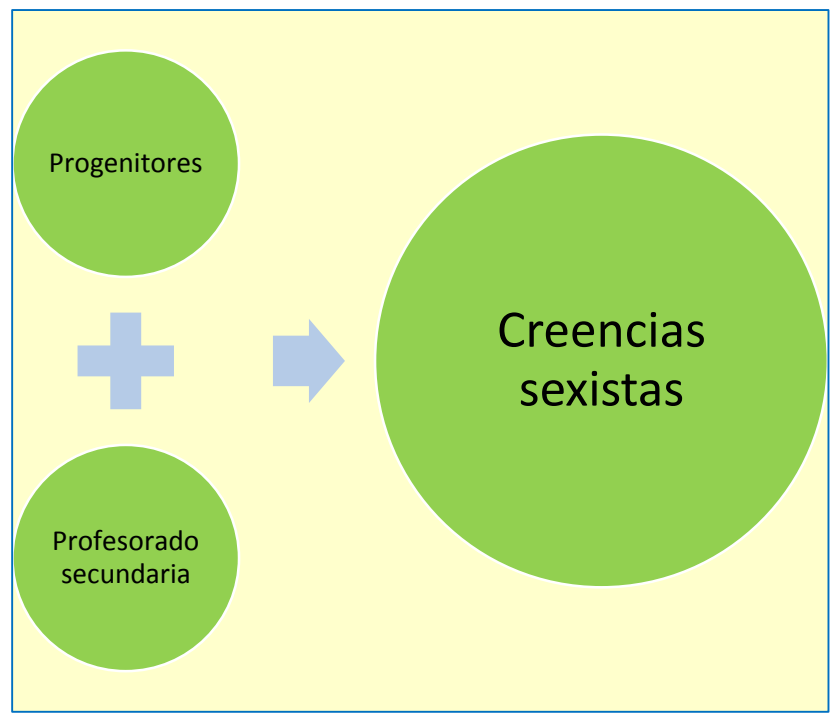 Progenitores
Profesorado
secundaria
Creencias
sexistas